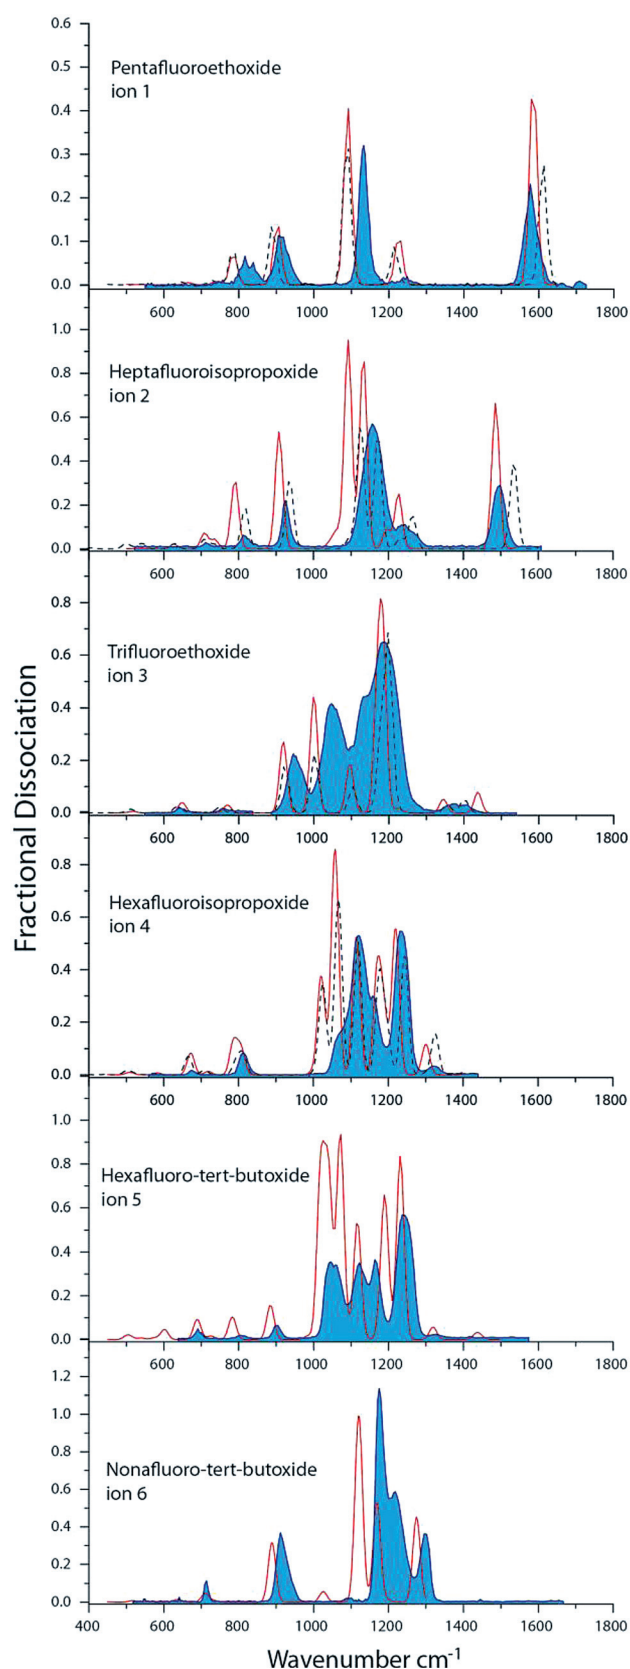 Fractional Dissociation
0.6
0.5
0.4
0.3
0.2
0.1
0.0
Pentafluoroethoxide
ion 1
600 800 1000 1200 1400 1600 1800
1.0
0.8
0.6
0.4
0.2
0.0
Heptafluoroisopropoxide
ion 2
600 800 1000 1200 1400 1600 1800
0.8
0.6
0.4
0.2
0.0
Trifluoroethoxide
ion 3
600 800 1000 1200 1400 1600 1800
0.8
0.6
0.4
0.2
0.0
Hexafluoroisopropoxide
ion 4
400 600 800 1000 1200 1400 1600 1800
1.0
0.8
0.6
0.4
0.2
0.0
Hexafluoro-tert-butoxide
ion 5
600 800 1000 1200 1400 1600 1800
1.2
1.0
0.8
0.6
0.4
0.2
0.0
Nonafluoro-tert-butoxide
ion 6
400 600 800 1000 1200 1400 1600 1800
Wavenumber cm⁻¹